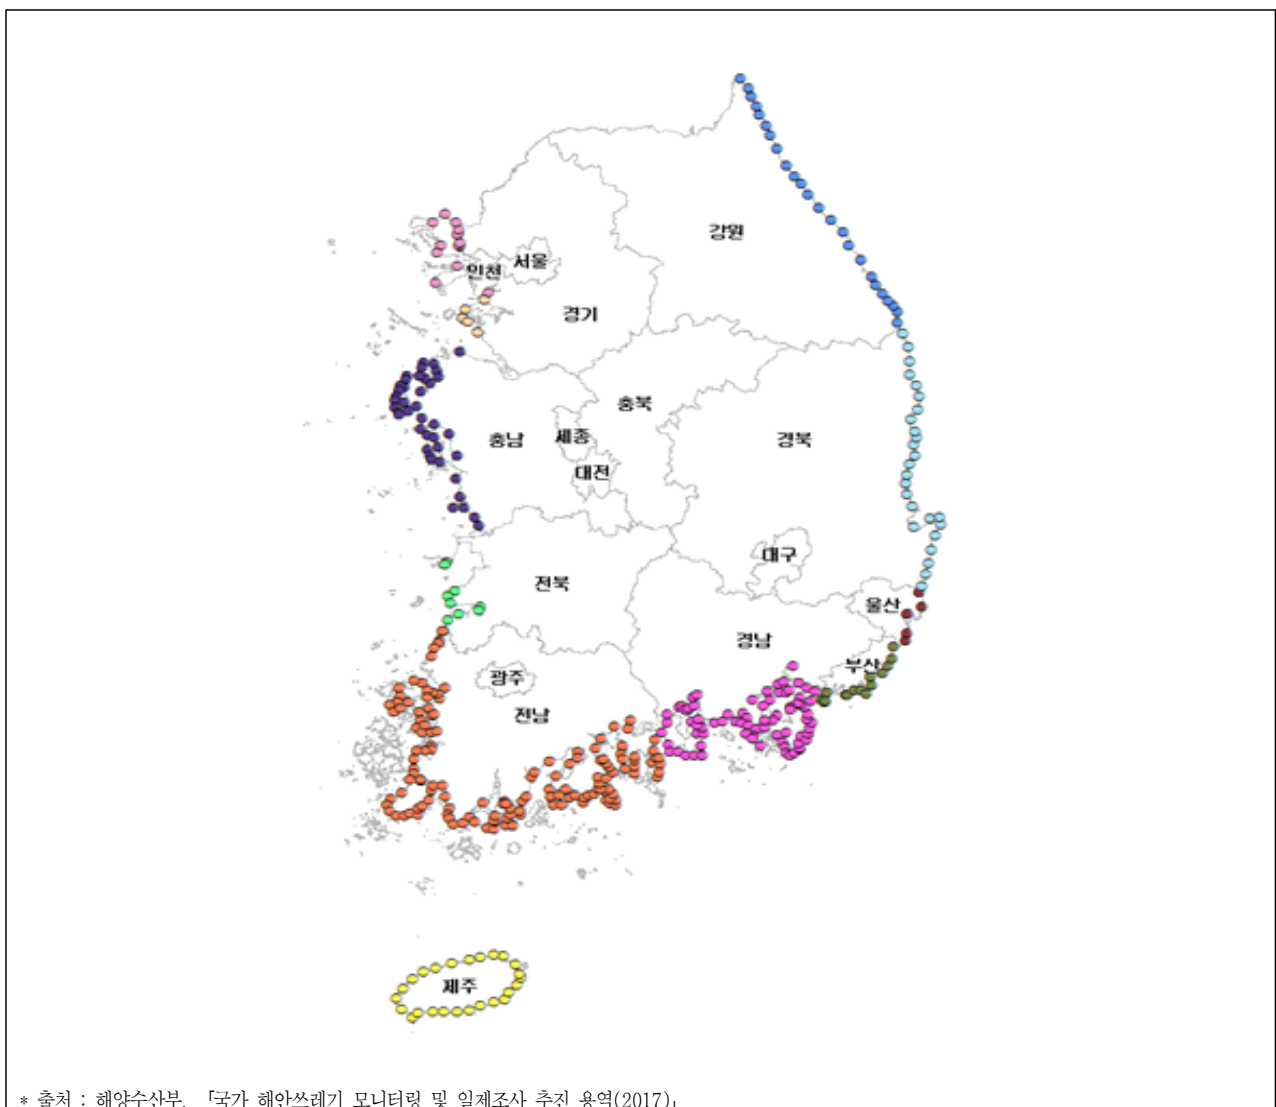 강원
서울
인천
경기
충북
충남
세종
경북
대전
대구
전북
울산
경남
부산
광주
전남
제주
* 출처 : 해양수산부, 「국가 해안쓰레기 모니터링 및 일제조사 추진 용역(2017)」